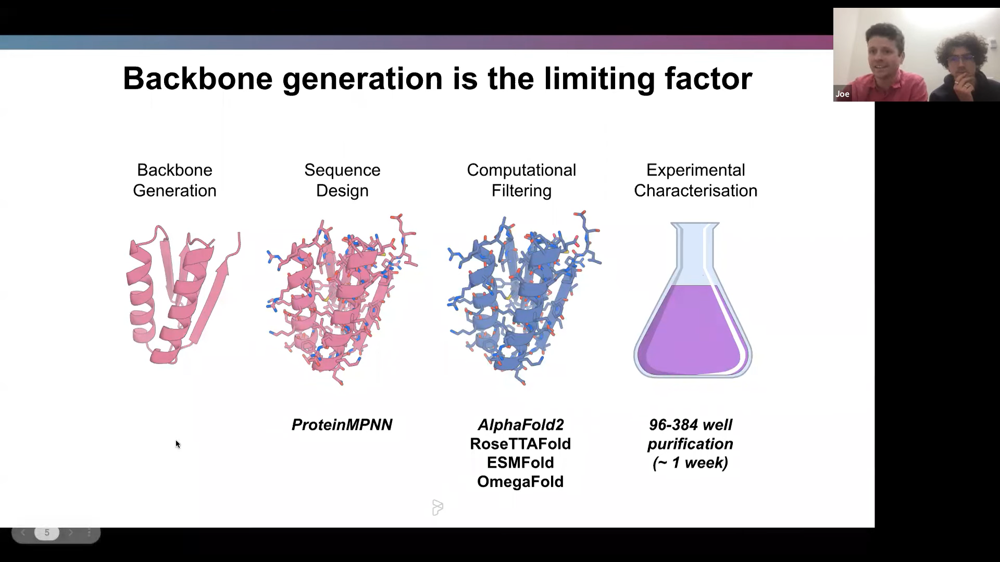 Backbone generation is the limiting factor
Joe
Backbone
Generation
Sequence
Design
Computational
Filtering
Experimental
Characterisation
ProteinMPNN
AlphaFold2
RoseTTAFold
ESMFold
OmegaFold
96-384 well
purification
(~ 1 week)
5